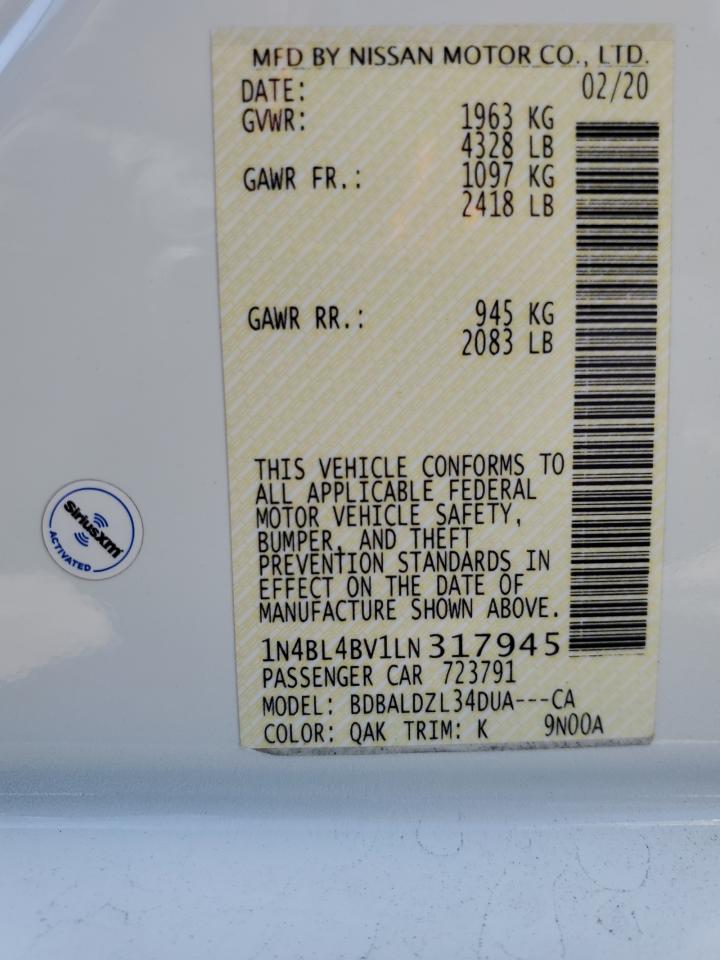 MFD BY NISSAN MOTOR CO., LTD.
DATE: 02/20
GVWR: 1963 KG
4328 LB
GAWR FR.: 1097 KG
2418 LB
GAWR RR.: 945 KG
2083 LB
THIS VEHICLE CONFORMS TO
ALL APPLICABLE FEDERAL
MOTOR VEHICLE SAFETY,
BUMPER, AND THEFT
PREVENTION STANDARDS IN
EFFECT ON THE DATE OF
MANUFACTURE SHOWN ABOVE.
1N4BL4BV1LN317945
PASSENGER CAR 723791
MODEL: BDBALDZL34DUA---CA
COLOR: QAK TRIM: K 9N00A
SiriusXM
ACTIVATED